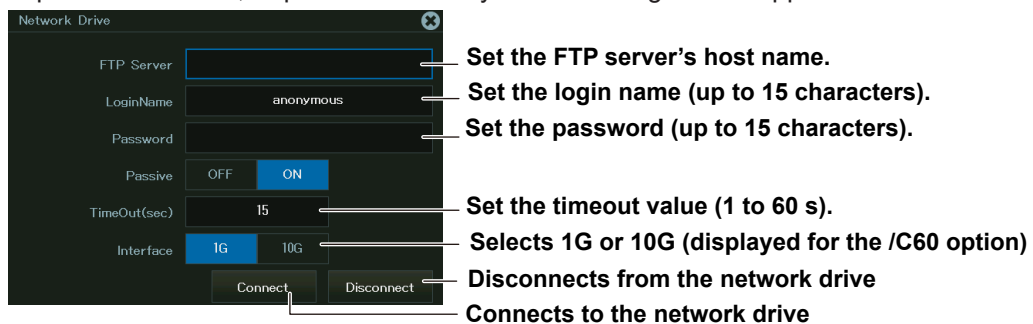 Network Drive
FTP Server
Set the FTP server’s host name.
LoginName anonymous
Set the login name (up to 15 characters).
Password
Set the password (up to 15 characters).
Passive OFF ON
TimeOut(sec) 15
Set the timeout value (1 to 60 s).
Interface 1G 10G
Selects 1G or 10G (displayed for the /C60 option)
Connect Disconnect
Disconnects from the network drive
Connects to the network drive